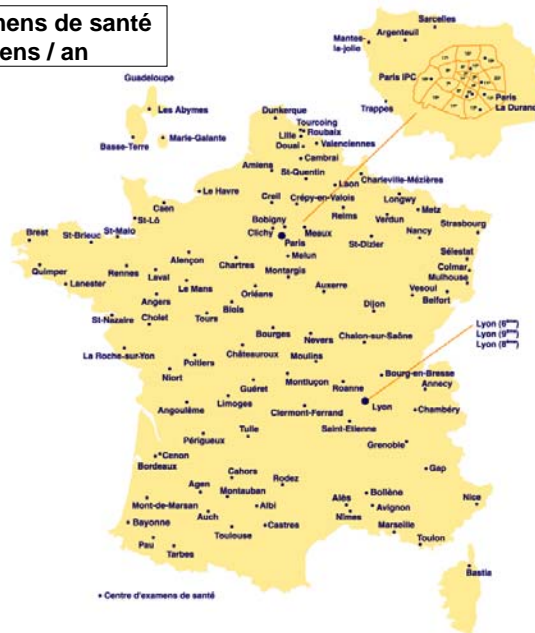 mens de santé
ens / an
Sarcelles
Argenteuil
Mantes-
la-jolie
Paris IPC
Paris
La Durand
Trappes
Guadeloupe
Les Abymes
Basse-Terre
Marie-Galante
Dunkerque
Tourcoing
Roubaix
Lille
Douai
Valenciennes
Cambrai
Amiens
St-Quentin
Laon
Charleville-Mézières
Le Havre
Creil
Crépy-en-Valois
Longwy
Caen
Reims
Verdun
Metz
St-Lô
Bobigny
Clichy
Meaux
Nancy
Strasbourg
Brest
St-Brieuc
St-Malo
Paris
St-Dizier
Alençon
Melun
Sélestat
Quimper
Rennes
Laval
Chartres
Montargis
Colmar
Lanester
Le Mans
Orléans
Auxerre
Mulhouse
Angers
Vesoul
Belfort
Blois
Dijon
St-Nazaire
Cholet
Tours
Bourges
Nevers
Chalon-sur-Saône
Lyon (6ème)
Lyon (9ème)
Lyon (8ème)
La Roche-sur-Yon
Poitiers
Châteauroux
Moulins
Niort
Montluçon
Bourg-en-Bresse
Guéret
Roanne
Annecy
Angoulême
Limoges
Clermont-Ferrand
Lyon
Chambéry
Saint-Etienne
Périgueux
Tulle
Grenoble
Cenon
Bordeaux
Cahors
Gap
Agen
Rodez
Mont-de-Marsan
Montauban
Albi
Alès
Bollène
Nice
Auch
Nîmes
Avignon
Bayonne
Castres
Marseille
Pau
Toulouse
Tarbes
Toulon
Bastia
Centre d'examens de santé